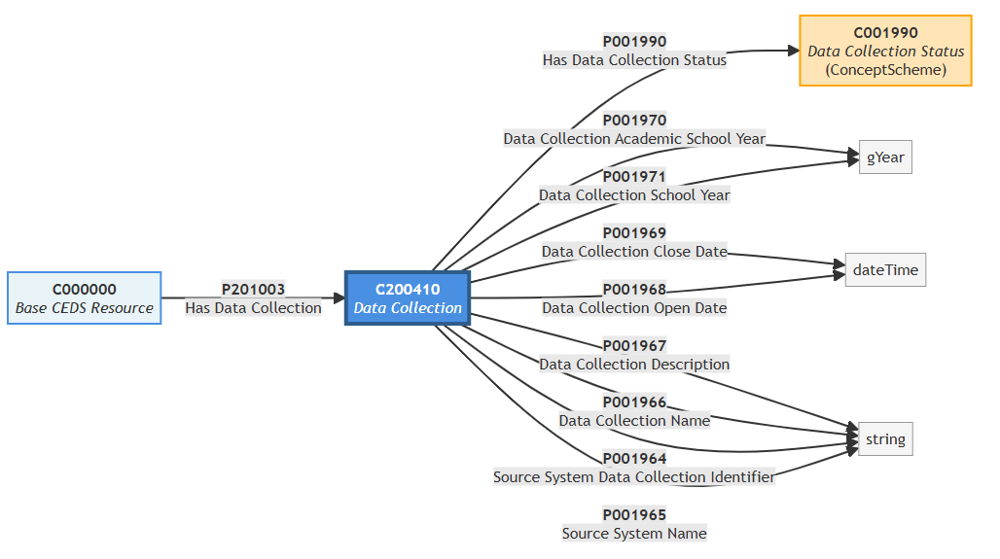 C000000
Base CEDS Resource
P201003
Has Data Collection
C200410
Data Collection
P001990
Has Data Collection Status
C001990
Data Collection Status
(ConceptScheme)
P001970
Data Collection Academic School Year
P001971
Data Collection School Year
gYear
P001969
Data Collection Close Date
P001968
Data Collection Open Date
dateTime
P001967
Data Collection Description
P001966
Data Collection Name
P001964
Source System Data Collection Identifier
P001965
Source System Name
string